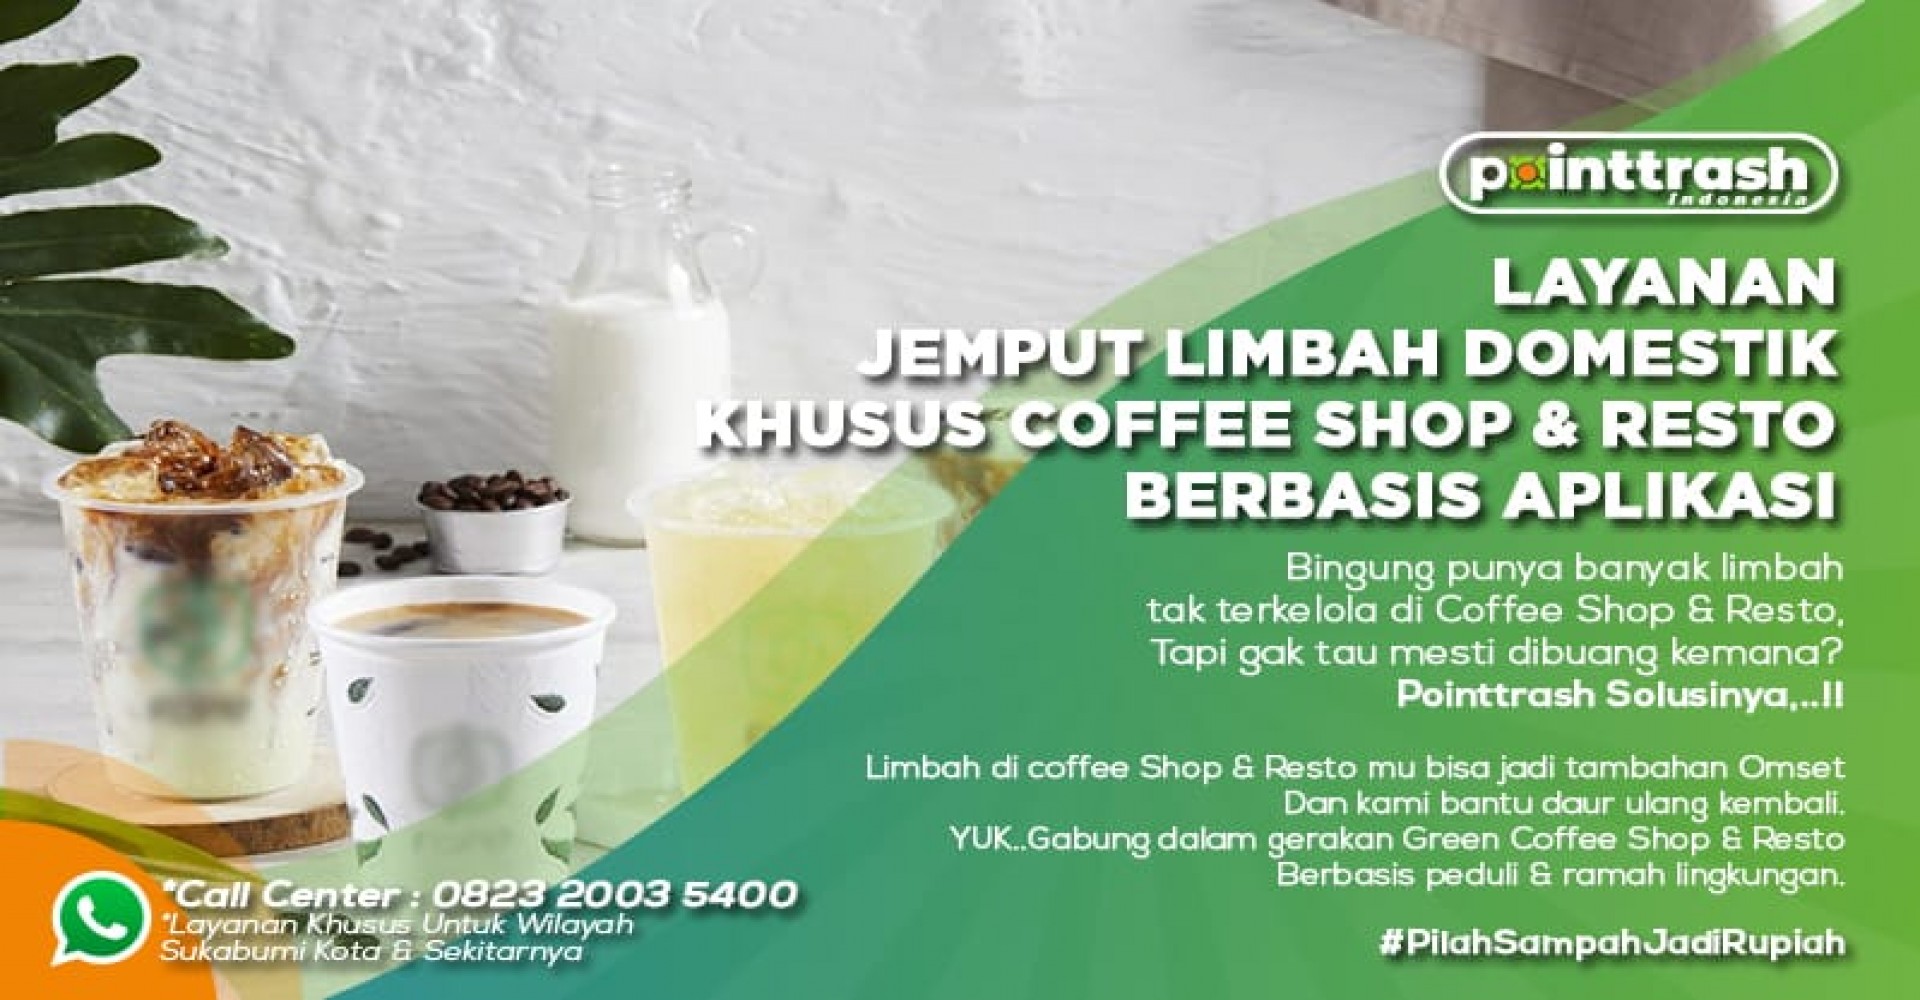 pointtrash
Indonesia
LAYANAN
JEMPUT LIMBAH DOMESTIK
KHUSUS COFFEE SHOP & RESTO
BERBASIS APLIKASI
Bingung punya banyak limbah
tak terkelola di Coffee Shop & Resto,
Tapi gak tau mesti dibuang kemana?
Pointtrash Solusinya,..!!
Limbah di coffee Shop & Resto mu bisa jadi tambahan Omset
Dan kami bantu daur ulang kembali.
YUK..Gabung dalam gerakan Green Coffee Shop & Resto
Berbasis peduli & ramah lingkungan.
*Call Center : 0823 2003 5400
*Layanan Khusus Untuk Wilayah
Sukabumi Kota & Sekitarnya
#PilahSampahJadiRupiah